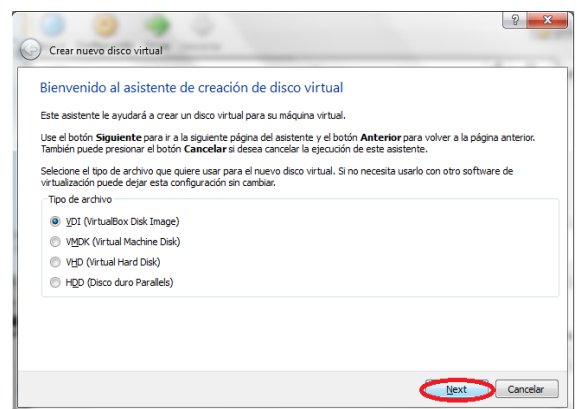 Crear nuevo disco virtual
Bienvenido al asistente de creación de disco virtual
Este asistente le ayudará a crear un disco virtual para su máquina virtual.
Use el botón Siguiente para ir a la siguiente página del asistente y el botón Anterior para volver a la página anterior.
También puede presionar el botón Cancelar si desea cancelar la ejecución de este asistente.
Selecione el tipo de archivo que quiere usar para el nuevo disco virtual. Si no necesita usarlo con otro software de
virtualización puede dejar esta configuración sin cambiar.
Tipo de archivo
VDI (VirtualBox Disk Image)
VMDK (Virtual Machine Disk)
VHD (Virtual Hard Disk)
HDD (Disco duro Parallels)
Next
Cancelar